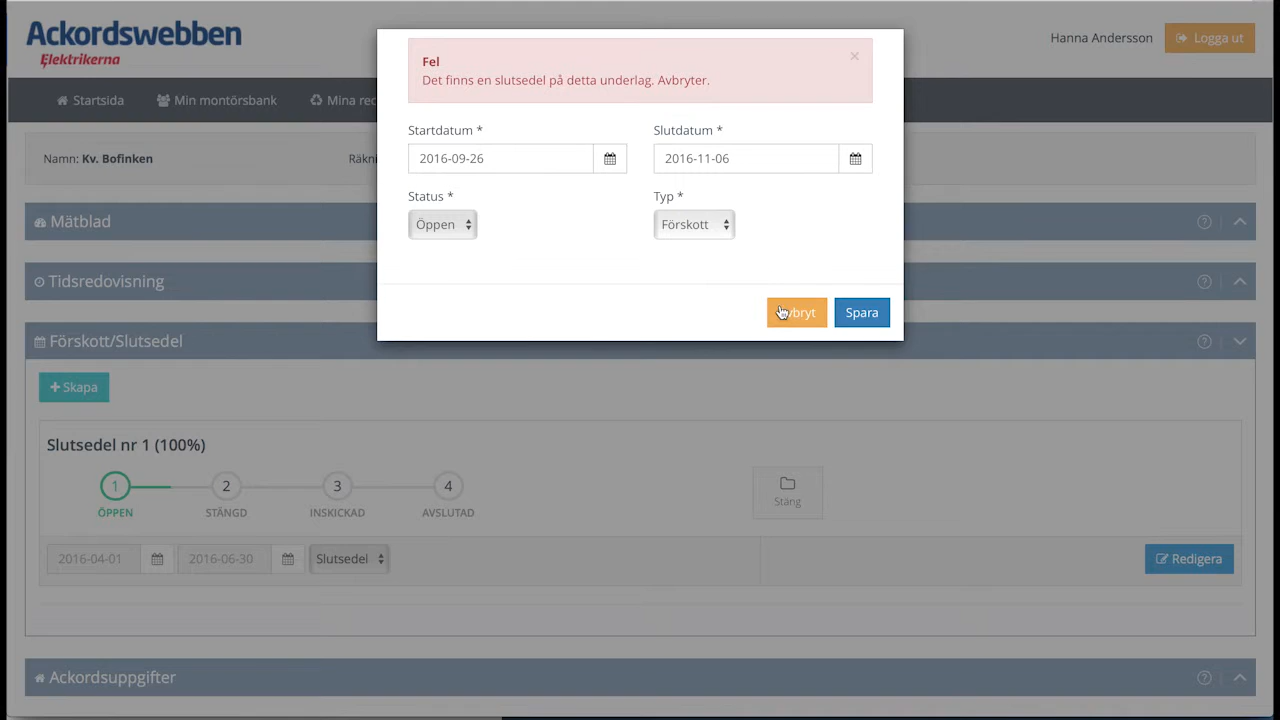 Ackordswebben
Elektrikerna
Hanna Andersson
Logga ut
Startsida
Min montörsbank
Mina rec
Fel
×
Det finns en slutsedel på detta underlag. Avbryter.
Startdatum *
Slutdatum *
2016-09-26
2016-11-06
Status *
Typ *
Öppen
Förskott
Spara
Namn: Kv. Bofinken
Räkni
Mätblad
Tidsredovisning
Förskott/Slutsedel
+ Skapa
Slutsedel nr 1 (100%)
1
2
3
4
ÖPPEN
STÄNGD
INSKICKAD
AVSLUTAD
Stäng
2016-04-01
2016-06-30
Slutsedel
Redigera
Ackordsuppgifter